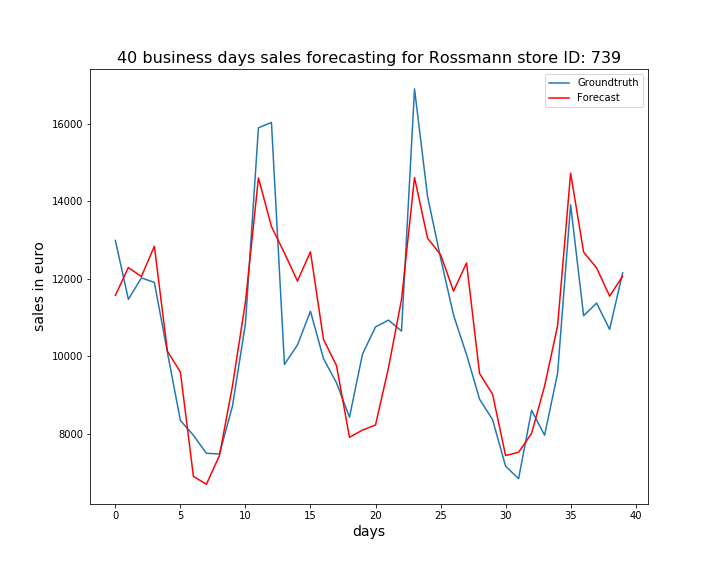 40 business days sales forecasting for Rossmann store ID: 739
Groundtruth
Forecast
16000
14000
12000
10000
8000
sales in euro
0 5 10 15 20 25 30 35 40
days